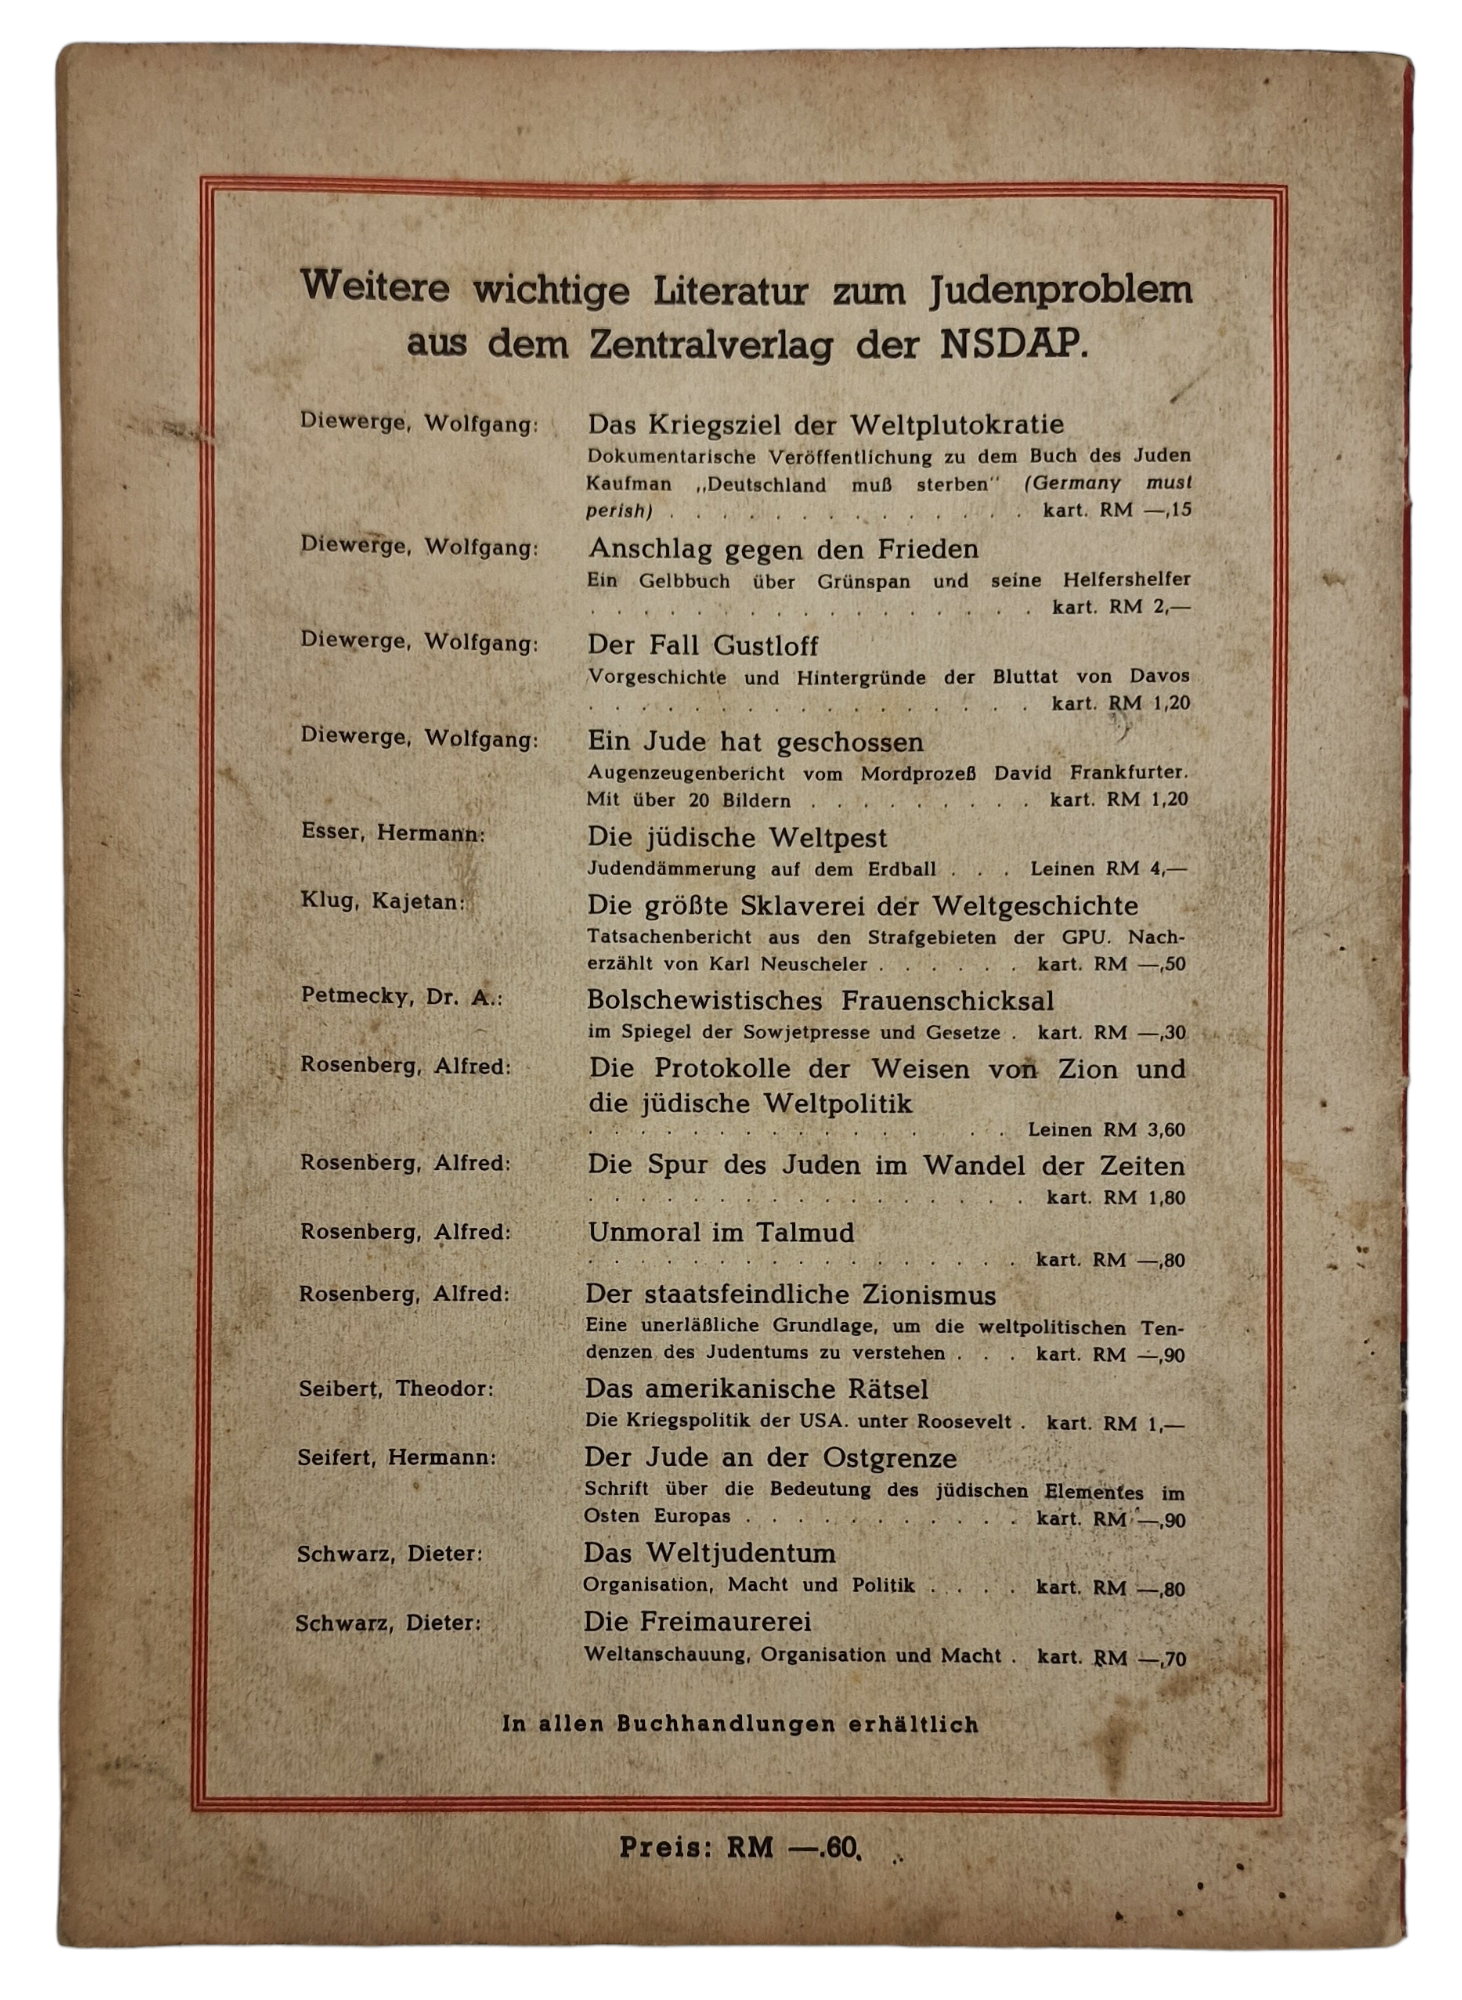 Weitere wichtige Literatur zum Judenproblem
aus dem Zentralverlag der NSDAP.
Diewerge, Wolfgang: Das Kriegsziel der Weltplutokratie
Dokumentarische Veröffentlichung zu dem Buch des Juden
Kaufman „Deutschland muß sterben“ (Germany must
perish) . . . . . . . . . . . . . . kart. RM —,15
Diewerge, Wolfgang: Anschlag gegen den Frieden
Ein Gelbbuch über Grünspan und seine Helfershelfer
. . . . . . . . . . . . . . . . . kart. RM 2,—
Diewerge, Wolfgang: Der Fall Gustloff
Vorgeschichte und Hintergründe der Bluttat von Davos
. . . . . . . . . . . . . . . . . kart. RM 1,20
Diewerge, Wolfgang: Ein Jude hat geschossen
Augenzeugenbericht vom Mordprozeß David Frankfurter.
Mit über 20 Bildern . . . . . . . . . kart. RM 1,20
Esser, Hermann: Die jüdische Weltpest
Judendämmerung auf dem Erdball . . . Leinen RM 4,—
Klug, Kajetan: Die größte Sklaverei der Weltgeschichte
Tatsachenbericht aus den Strafgebieten der GPU. Nach-
erzählt von Karl Neuscheler . . . . . . kart. RM —,50
Petmecky, Dr. A.: Bolschewistisches Frauenschicksal
im Spiegel der Sowjetpresse und Gesetze . kart. RM —,30
Rosenberg, Alfred: Die Protokolle der Weisen von Zion und
die jüdische Weltpolitik
. . . . . . . . . . . . . . . Leinen RM 3,60
Rosenberg, Alfred: Die Spur des Juden im Wandel der Zeiten
. . . . . . . . . . . . . . . . . kart. RM 1,80
Rosenberg, Alfred: Unmoral im Talmud
. . . . . . . . . . . . . . . . . kart. RM —,80
Rosenberg, Alfred: Der staatsfeindliche Zionismus
Eine unerläßliche Grundlage, um die weltpolitischen Ten-
denzen des Judentums zu verstehen . . . kart. RM —,90
Seibert, Theodor: Das amerikanische Rätsel
Die Kriegspolitik der USA. unter Roosevelt . kart. RM 1,—
Seifert, Hermann: Der Jude an der Ostgrenze
Schrift über die Bedeutung des jüdischen Elementes im
Osten Europas . . . . . . . . . . . kart. RM —,90
Schwarz, Dieter: Das Weltjudentum
Organisation, Macht und Politik . . . . kart. RM —,80
Schwarz, Dieter: Die Freimaurerei
Weltanschauung, Organisation und Macht . kart. RM —,70
In allen Buchhandlungen erhältlich
Preis: RM —.60.